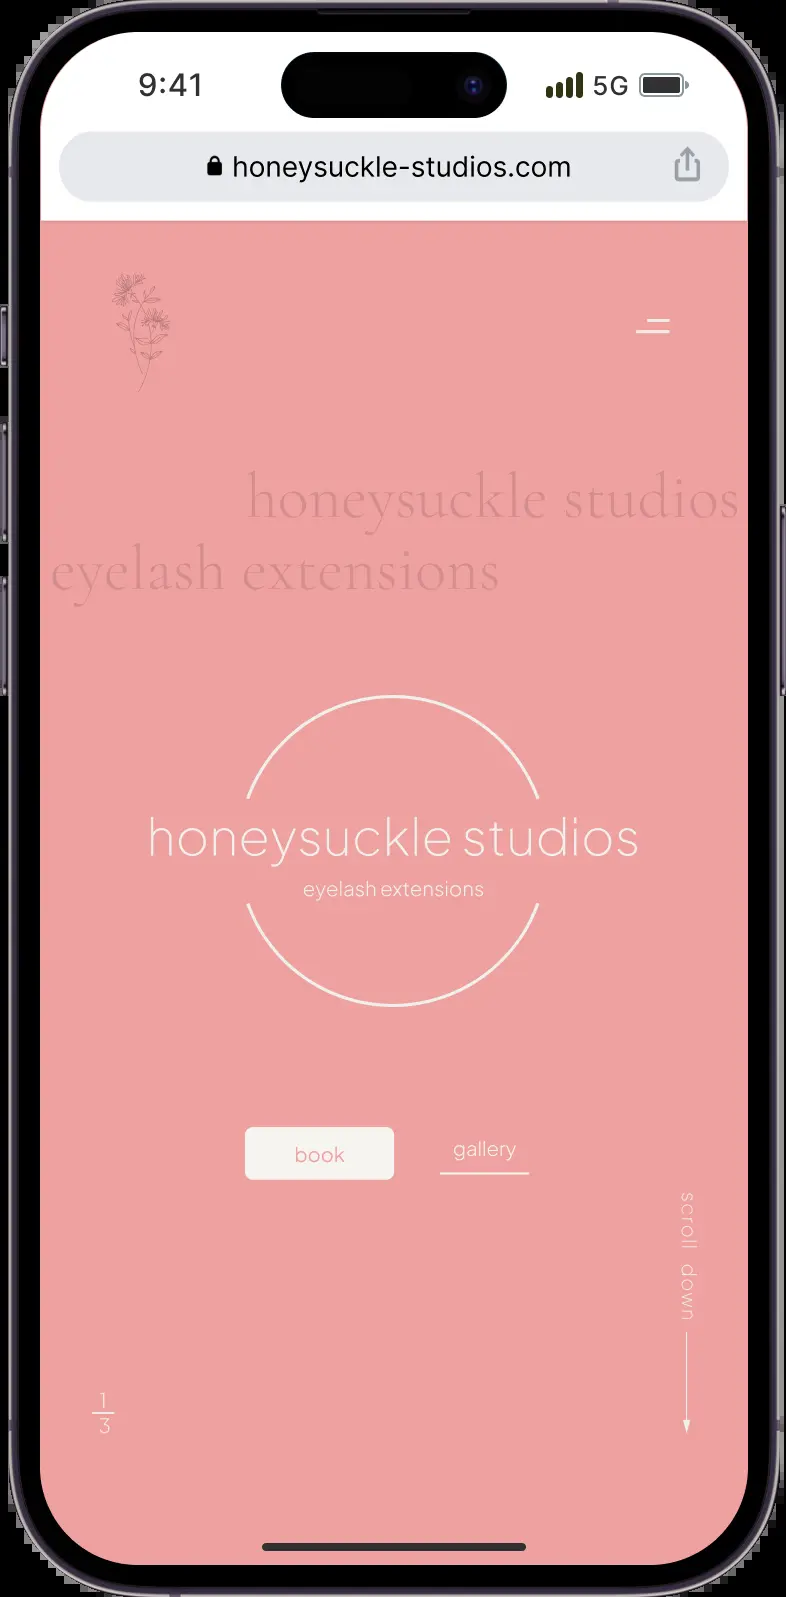 9:41
5G
honeysuckle-studios.com
honeysuckle studios
eyelash extensions
honeysuckle studios
eyelash extensions
book
gallery
scroll down
1
3